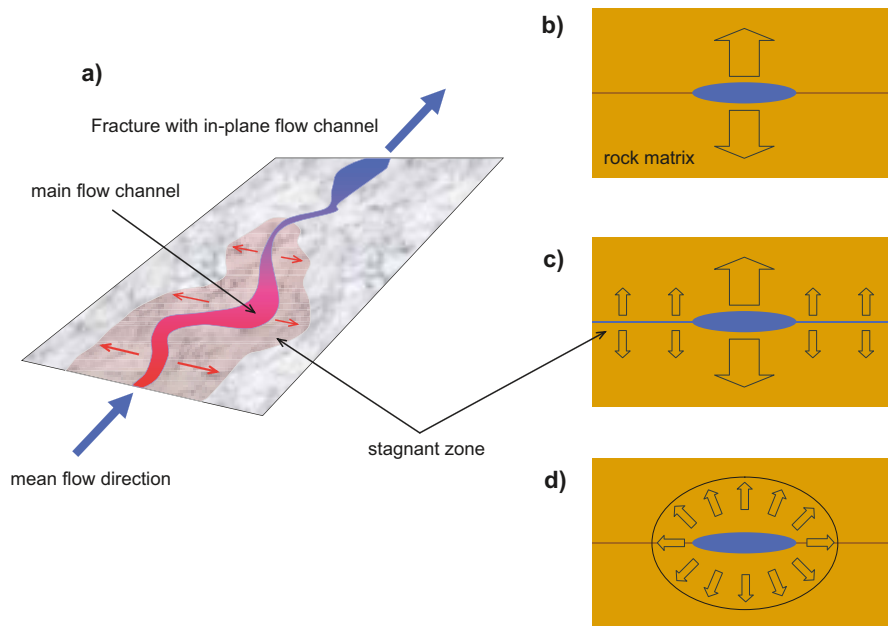 a)
Fracture with in-plane flow channel
main flow channel
stagnant zone
mean flow direction
b)
rock matrix
c)
d)